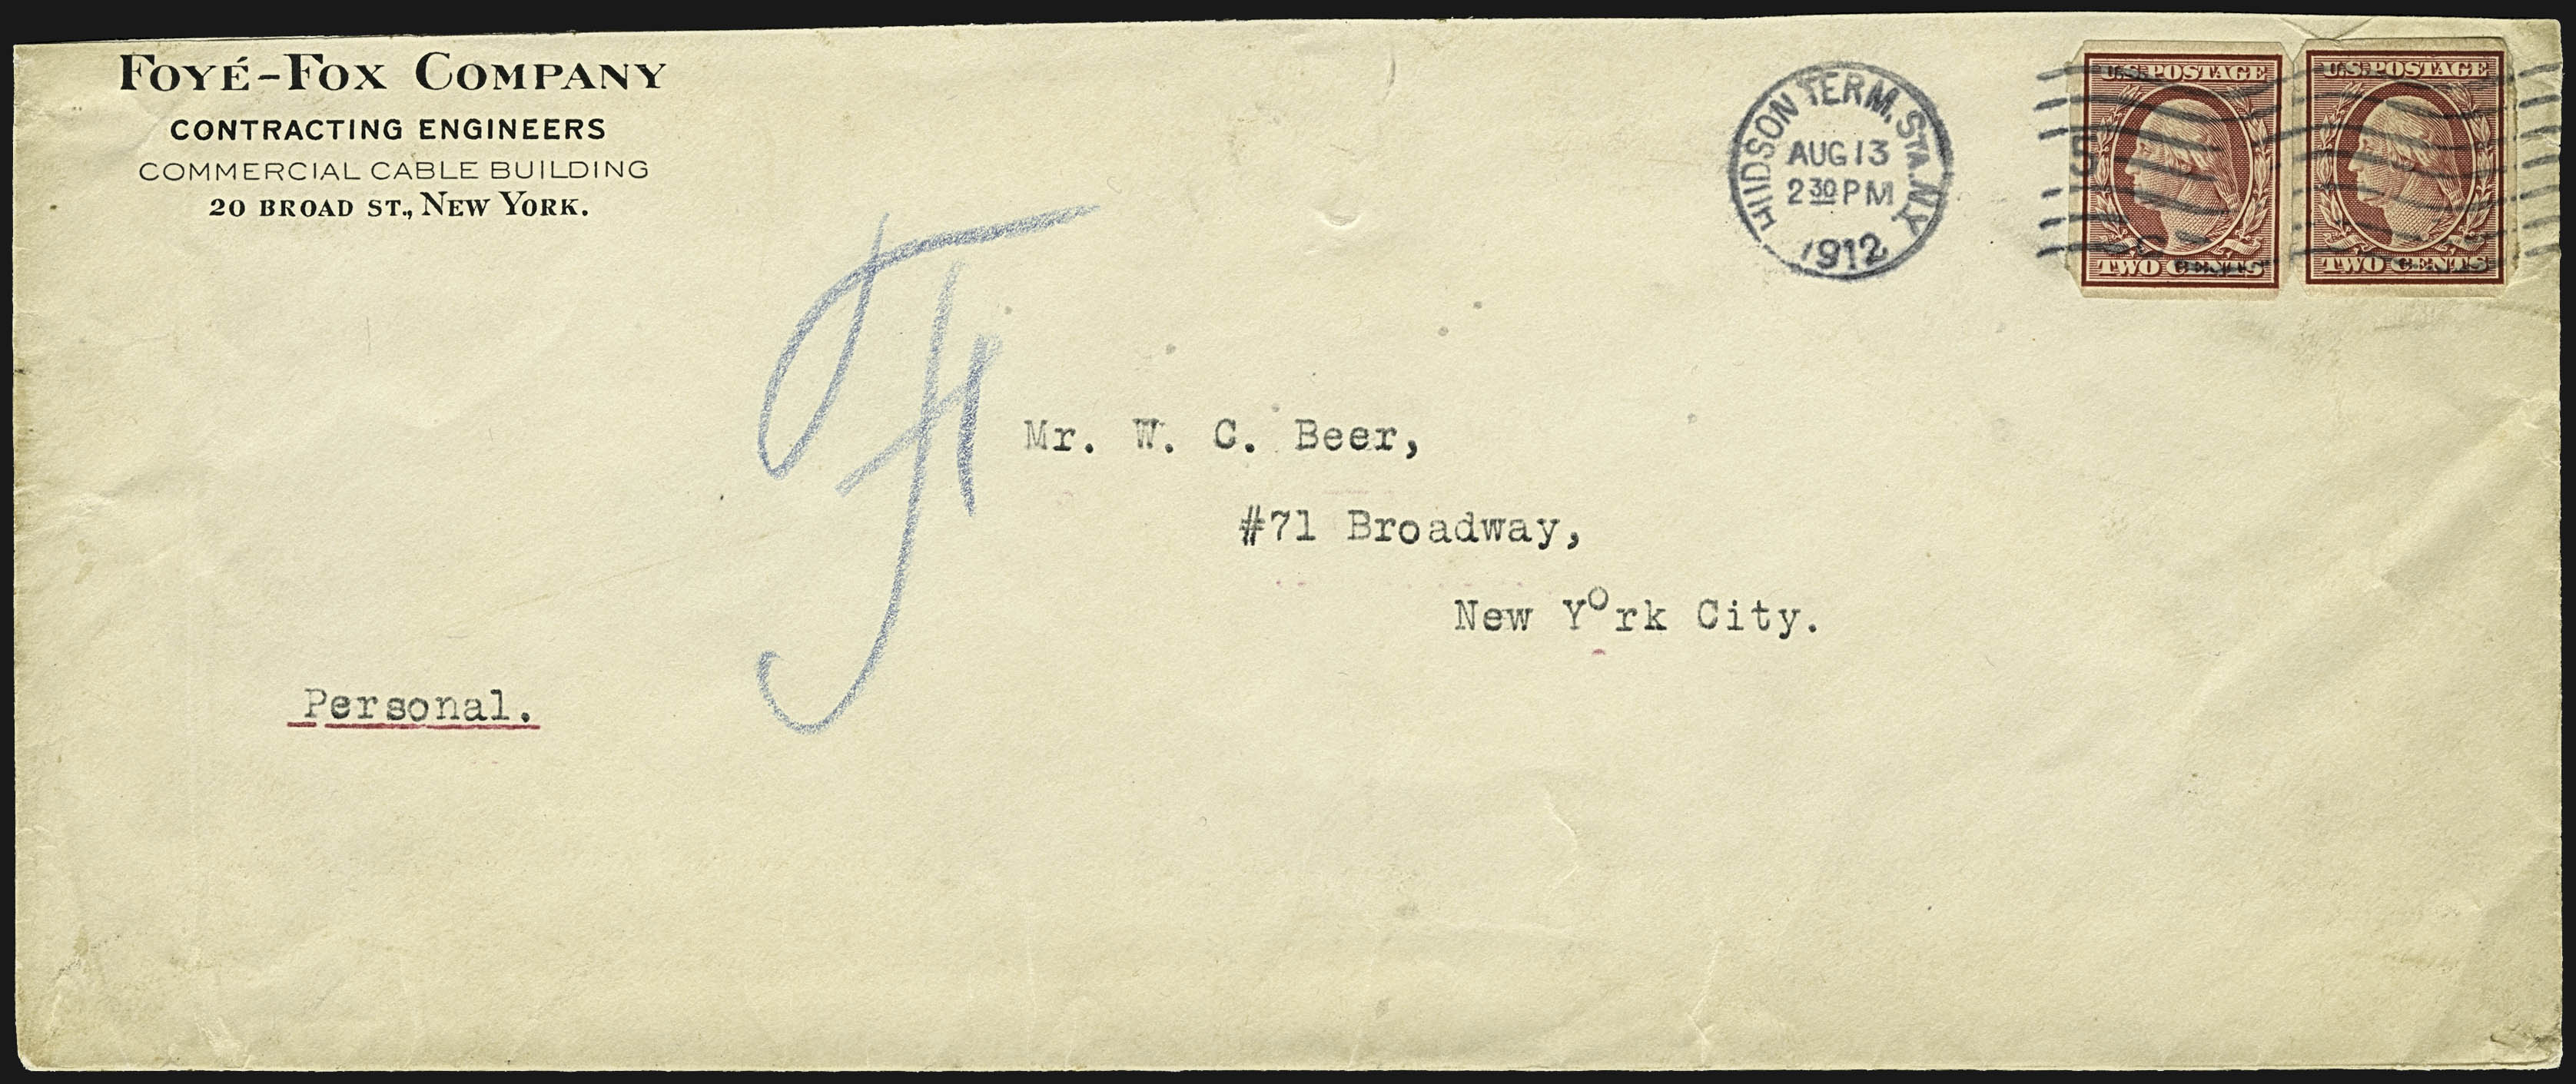 FOYÉ-FOX COMPANY
CONTRACTING ENGINEERS
COMMERCIAL CABLE BUILDING
20 BROAD ST., NEW YORK.
HUDSON TERM. STA. N.Y.
AUG 13
2 30 PM
1912
5
U.S. POSTAGE
TWO CENTS
U.S. POSTAGE
TWO CENTS
Mr. W. C. Beer,
#71 Broadway,
New York City.
Personal.